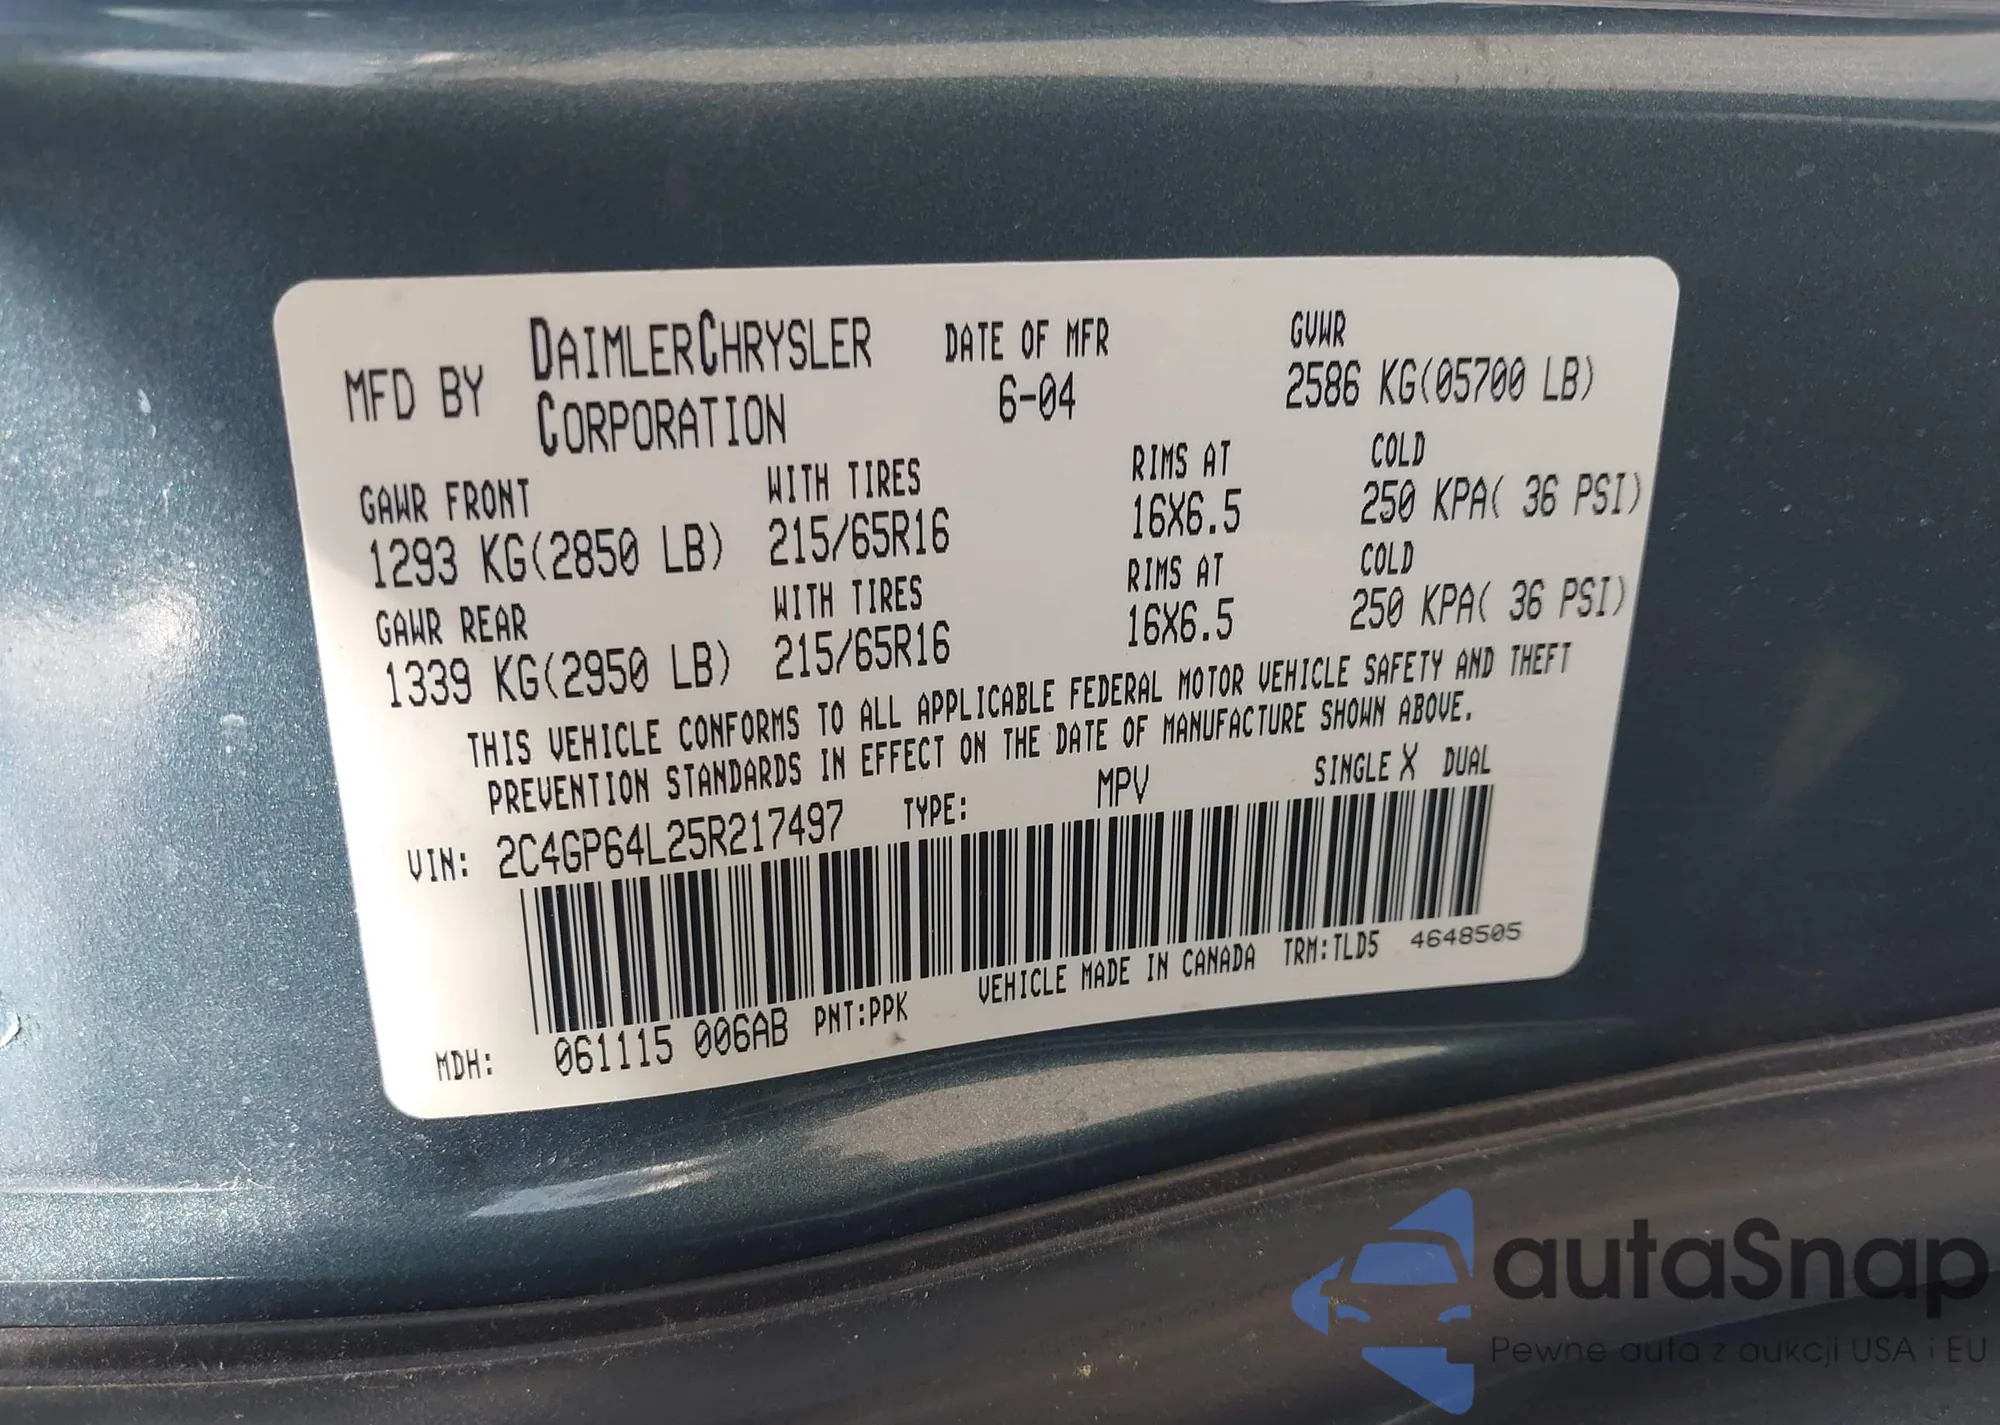 MFD BY DAIMLERCHRYSLER CORPORATION
DATE OF MFR
6-04
GVWR
2586 KG(05700 LB)
GAWR FRONT
1293 KG(2850 LB)
WITH TIRES
215/65R16
RIMS AT
16X6.5
COLD
250 KPA( 36 PSI)
GAWR REAR
1339 KG(2950 LB)
WITH TIRES
215/65R16
RIMS AT
16X6.5
COLD
250 KPA( 36 PSI)
THIS VEHICLE CONFORMS TO ALL APPLICABLE FEDERAL MOTOR VEHICLE SAFETY AND THEFT
PREVENTION STANDARDS IN EFFECT ON THE DATE OF MANUFACTURE SHOWN ABOVE.
VIN: 2C4GP64L25R217497 TYPE: MPV SINGLE X DUAL
MDH: 061115 006AB PNT:PPK VEHICLE MADE IN CANADA TRM:TLD5 4648505
autaSnap
Pewne auta z aukcji USA i EU